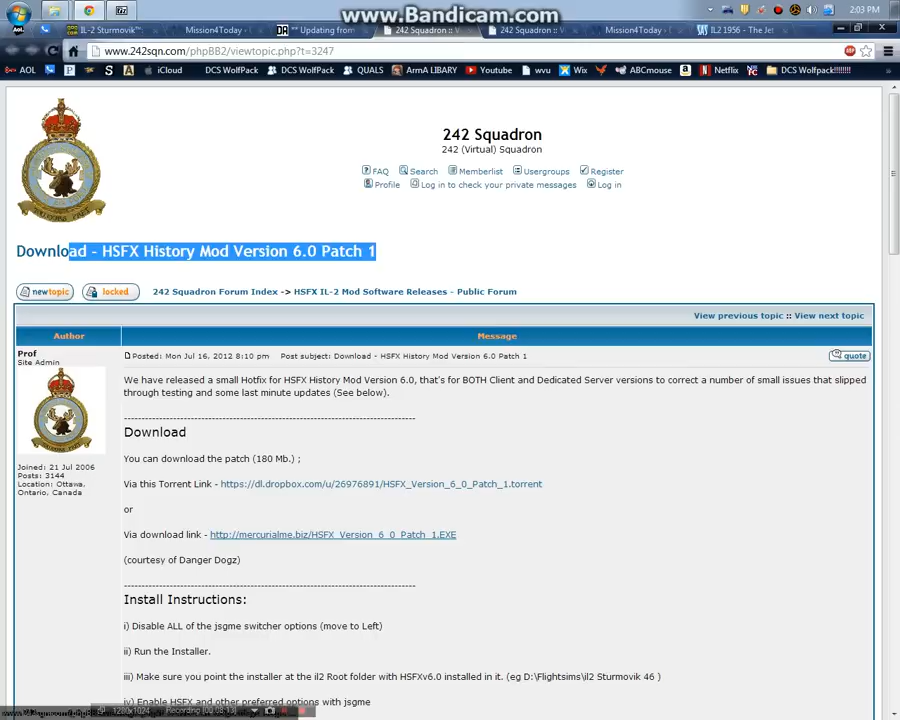 www.Bandicam.com
2:03 PM
IL-2 Sturmovik™
Mission4Today :
** Updating from
242 Squadron :: V
242 Squadron :: V
Mission4Today :
IL2 1956 - The Jet
www.242sqn.com/phpBB2/viewtopic.php?t=3247
AOL
iCloud
DCS WolfPack
DCS WolfPack
QUALS
ArmA LIBARY
Youtube
wvu
Wix
ABCmouse
Netflix
DCS Wolfpack!!!!!!!!
242 Squadron
242 (Virtual) Squadron
FAQ Search Memberlist Usergroups Register
Profile Log in to check your private messages Log in
Download - HSFX History Mod Version 6.0 Patch 1
newtopic locked 242 Squadron Forum Index -> HSFX IL-2 Mod Software Releases - Public Forum
View previous topic :: View next topic
Author Message
Prof
Site Admin
Joined: 21 Jul 2006
Posts: 3144
Location: Ottawa,
Ontario, Canada
Posted: Mon Jul 16, 2012 8:10 pm Post subject: Download - HSFX History Mod Version 6.0 Patch 1
quote
We have released a small Hotfix for HSFX History Mod Version 6.0, that's for BOTH Client and Dedicated Server versions to correct a number of small issues that slipped
through testing and some last minute updates (See below).
----------------------------------------------------------------------------------
Download
You can download the patch (180 Mb.) ;
Via this Torrent Link - https://dl.dropbox.com/u/26976891/HSFX_Version_6_0_Patch_1.torrent
or
Via download link - http://mercurialme.biz/HSFX_Version_6_0_Patch_1.EXE
(courtesy of Danger Dogz)
----------------------------------------------------------------------------------
Install Instructions:
i) Disable ALL of the jsgme switcher options (move to Left)
ii) Run the Installer.
iii) Make sure you point the installer at the il2 Root folder with HSFXv6.0 installed in it. (eg D:\Flightsims\il2 Sturmovik 46 )
iv) Enable HSFX and other preferred options with jsgme
1280x1024
Recording